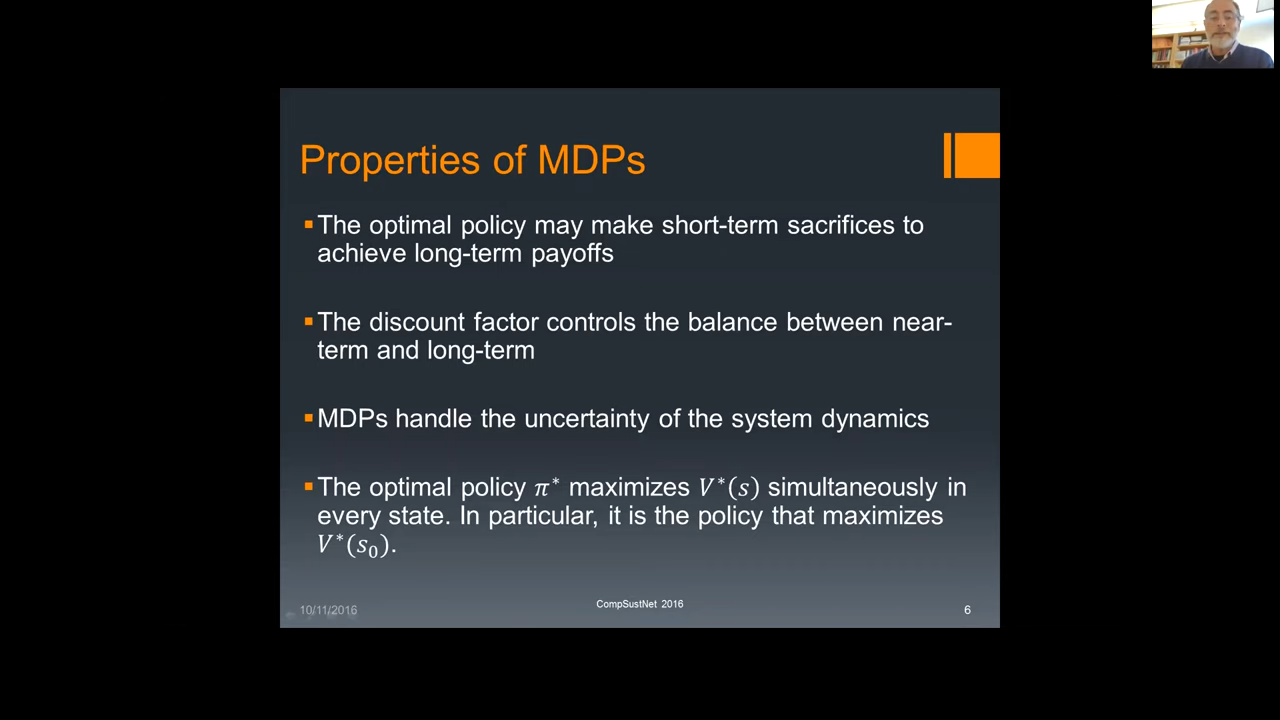 Properties of MDPs
▪The optimal policy may make short-term sacrifices to
achieve long-term payoffs
▪The discount factor controls the balance between near-
term and long-term
▪MDPs handle the uncertainty of the system dynamics
▪The optimal policy π* maximizes V*(s) simultaneously in
every state. In particular, it is the policy that maximizes
V*(s₀).
10/11/2016
CompSustNet 2016
6